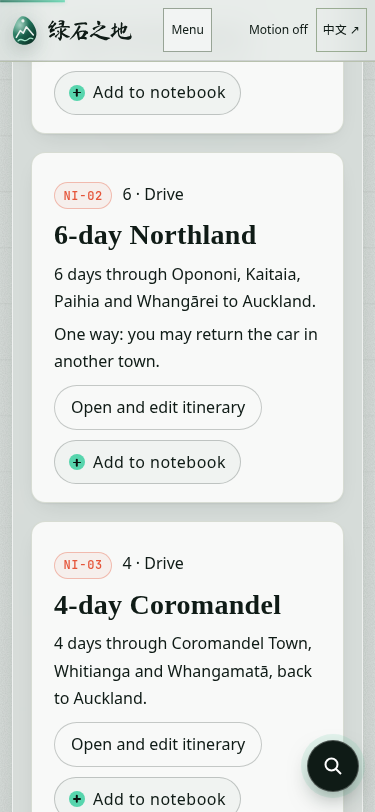 绿石之地
Menu
Motion off
中文 ↗
Add to notebook
NI-02
6 · Drive
6-day Northland
6 days through Opononi, Kaitaia,
Paihia and Whangārei to Auckland.
One way: you may return the car in
another town.
Open and edit itinerary
Add to notebook
NI-03
4 · Drive
4-day Coromandel
4 days through Coromandel Town,
Whitianga and Whangamatā, back
to Auckland.
Open and edit itinerary
Add to notebook